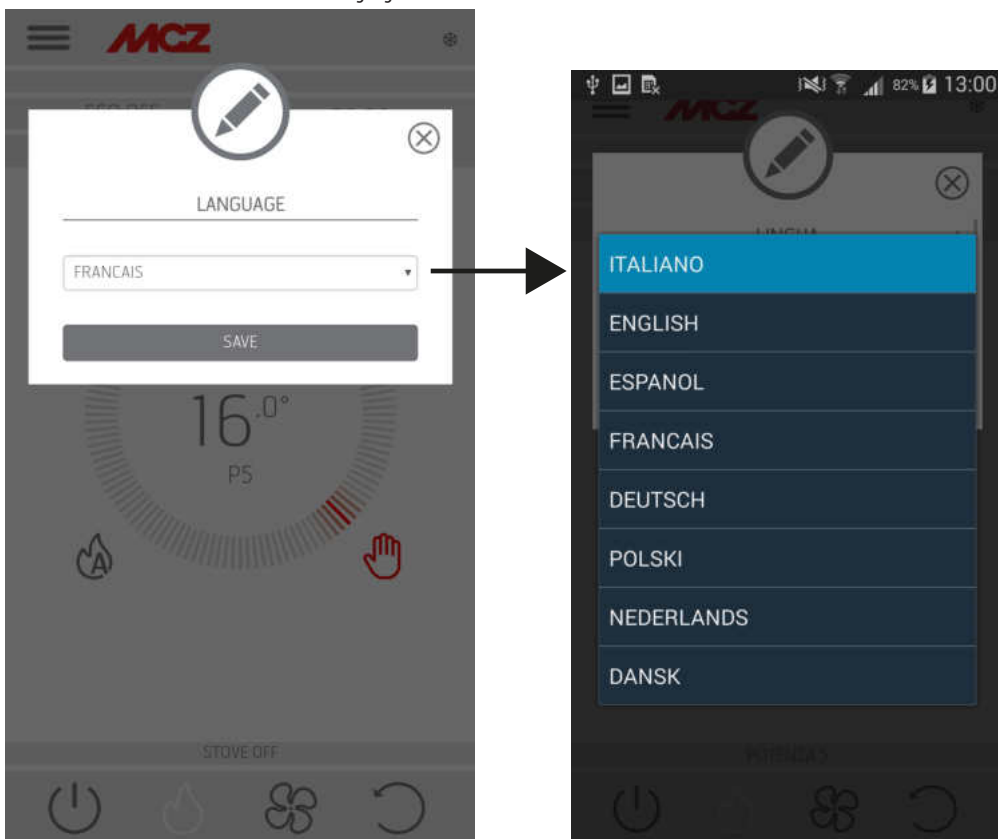 MCZ
LANGUAGE
FRANCAIS
SAVE
16.0°
P5
A
STOVE OFF
82% 13:00
MCZ
LINGUA
ITALIANO
ENGLISH
ESPANOL
FRANCAIS
DEUTSCH
POLSKI
NEDERLANDS
DANSK